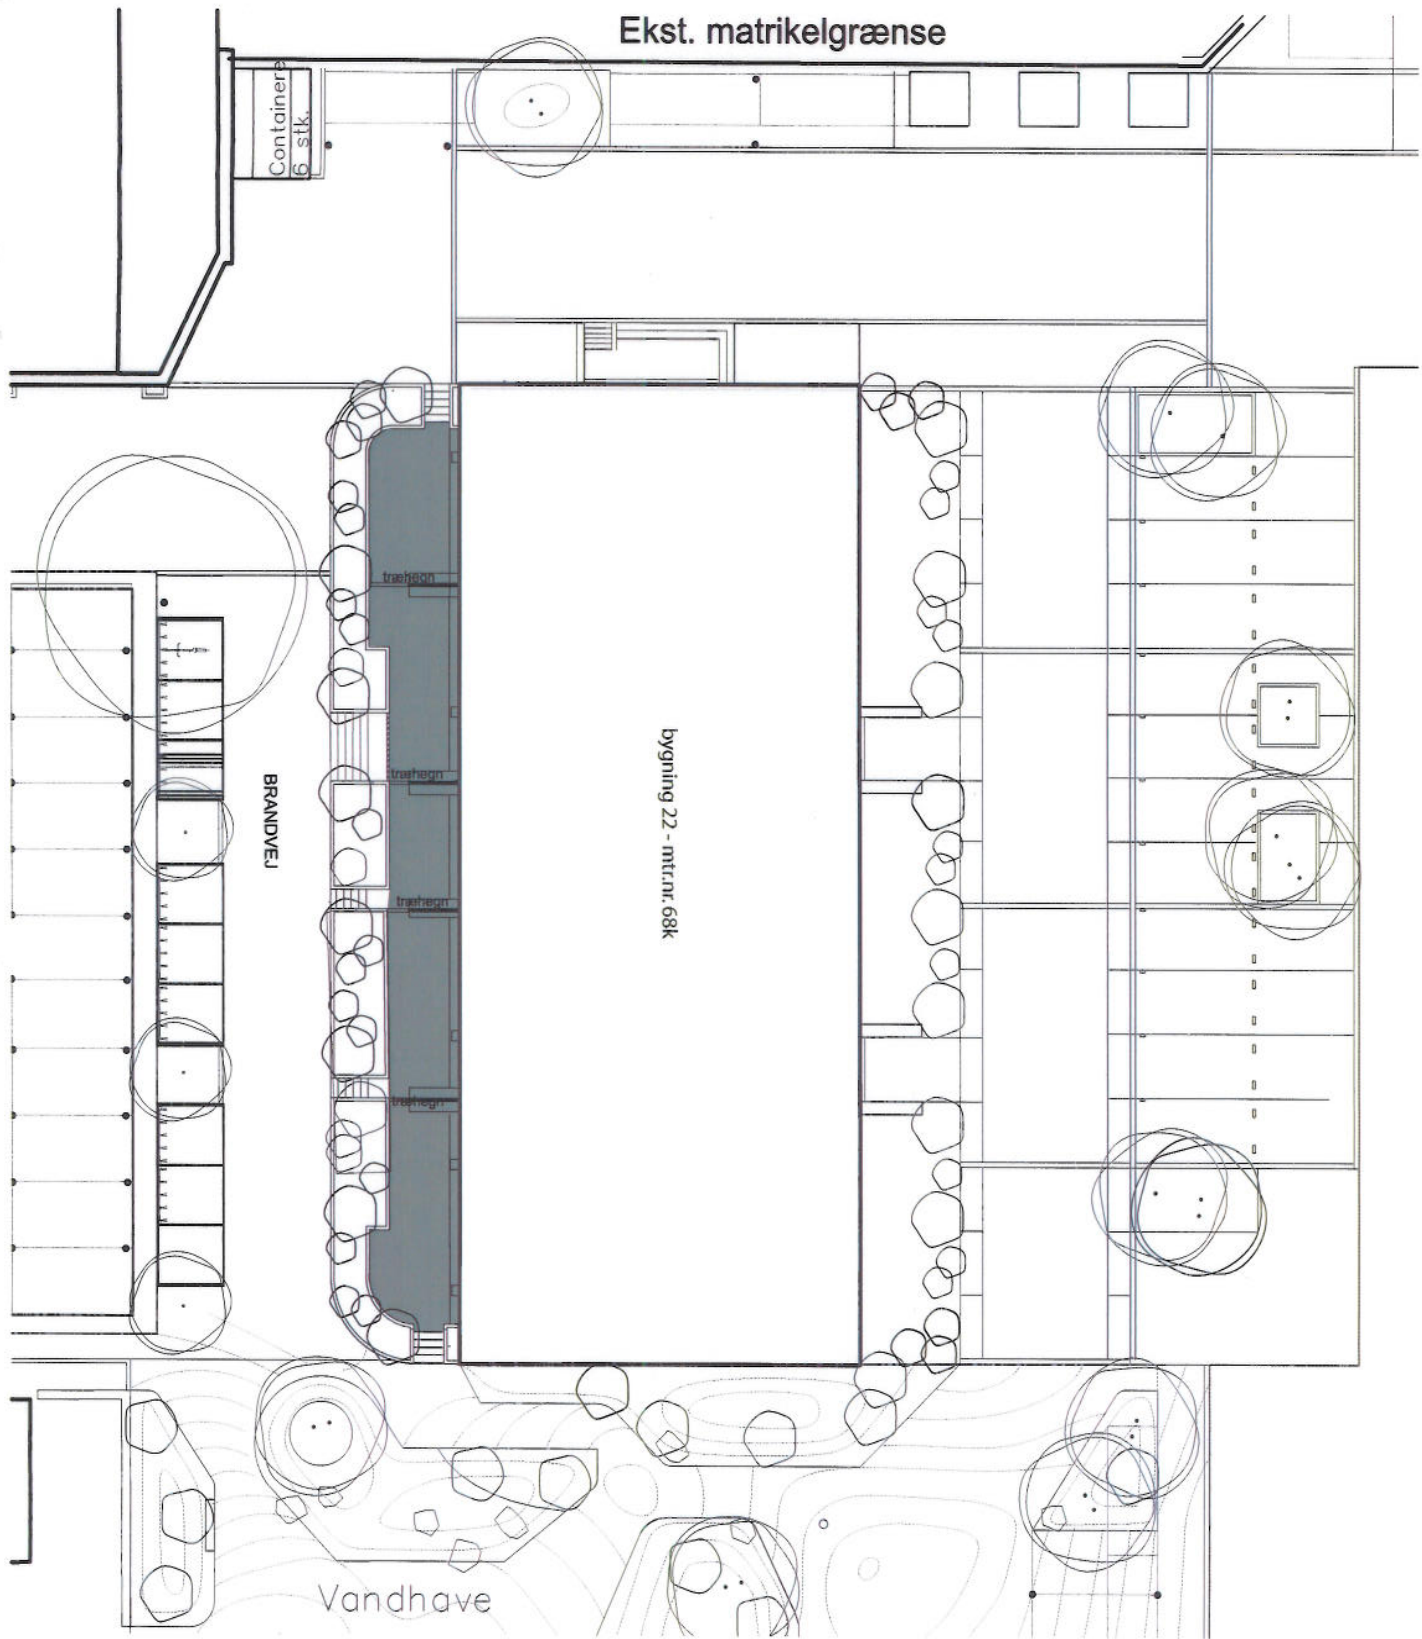 Ekst. matrikelgrænse
Containere
6 stk.
træhegn
træhegn
BRANDVEJ
bygning 22 - mtr.nr. 68k
træhegn
træhegn
Vandhave